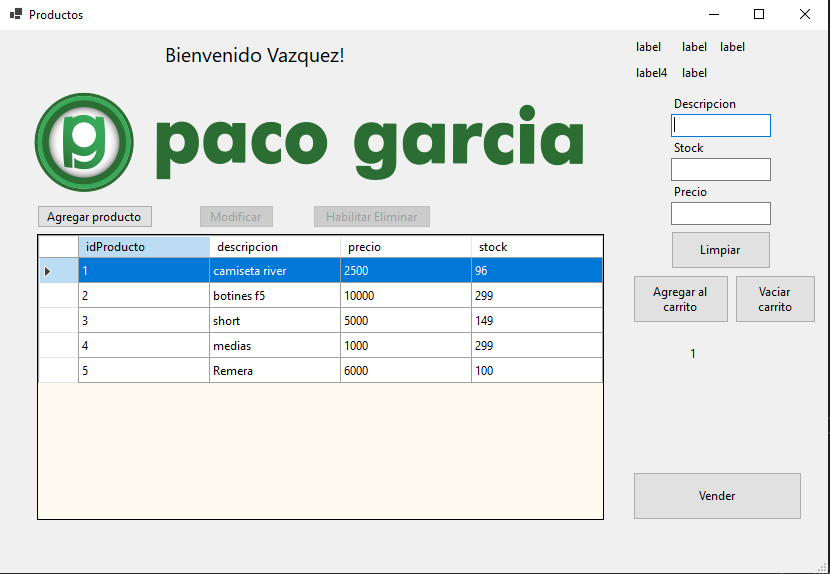 Productos
Bienvenido Vazquez!
label label label
label4 label
pg paco garcia
Descripcion
Stock
Precio
Agregar producto Modificar Habilitar Eliminar
Limpiar
idProducto descripcion precio stock
1 camiseta river 2500 96
2 botines f5 10000 299
3 short 5000 149
4 medias 1000 299
5 Remera 6000 100
Agregar al
carrito
Vaciar
carrito
1
Vender